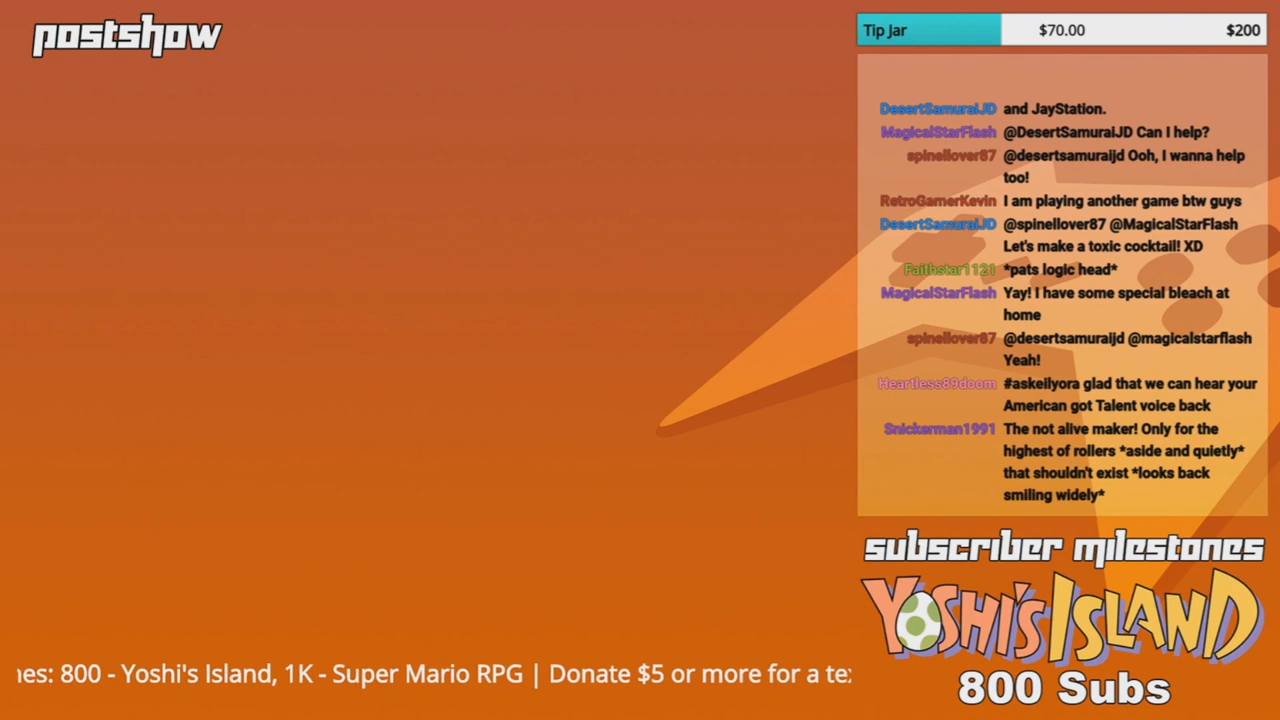 postshow
Tip Jar $70.00 $200
DesertSamuraiJD and JayStation.
MagicalStarFlash @DesertSamuraiJD Can I help?
spinellover87 @desertsamuraijd Ooh, I wanna help
too!
RetroGamerKevin I am playing another game btw guys
DesertSamuraiJD @spinellover87 @MagicalStarFlash
Let's make a toxic cocktail! XD
Faithstar1121 *pats logic head*
MagicalStarFlash Yay! I have some special bleach at
home
spinellover87 @desertsamuraijd @magicalstarflash
Yeah!
Heartless89doom #askeilyora glad that we can hear your
American got Talent voice back
Snickerman1991 The not alive maker! Only for the
highest of rollers *aside and quietly*
that shouldn't exist *looks back
smiling widely*
subscriber milestones
YOSHI'S ISLAND
800 Subs
nes: 800 - Yoshi's Island, 1K - Super Mario RPG | Donate $5 or more for a te